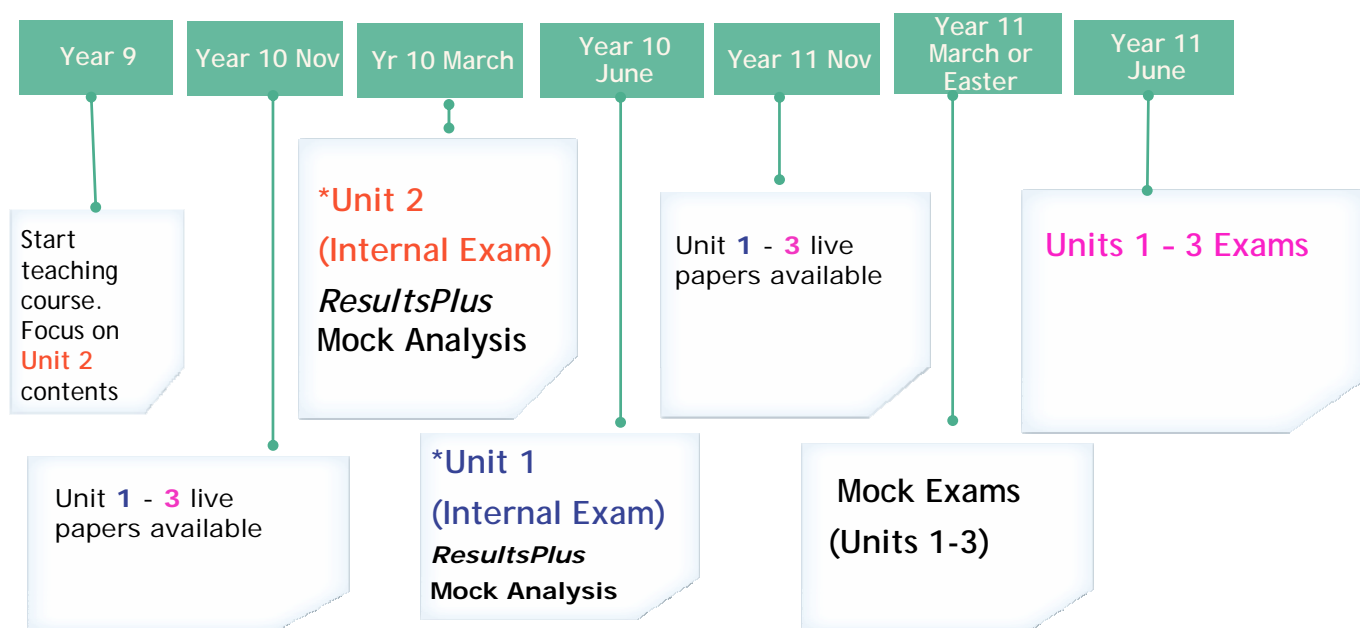 Year 9
Year 10 Nov
Yr 10 March
Year 10
June
Year 11 Nov
Year 11
March or
Easter
Year 11
June
Start
teaching
course.
Focus on
Unit 2
contents
*Unit 2
(Internal Exam)
ResultsPlus
Mock Analysis
Unit 1 - 3 live
papers available
Units 1 - 3 Exams
Unit 1 - 3 live
papers available
*Unit 1
(Internal Exam)
ResultsPlus
Mock Analysis
Mock Exams
(Units 1-3)